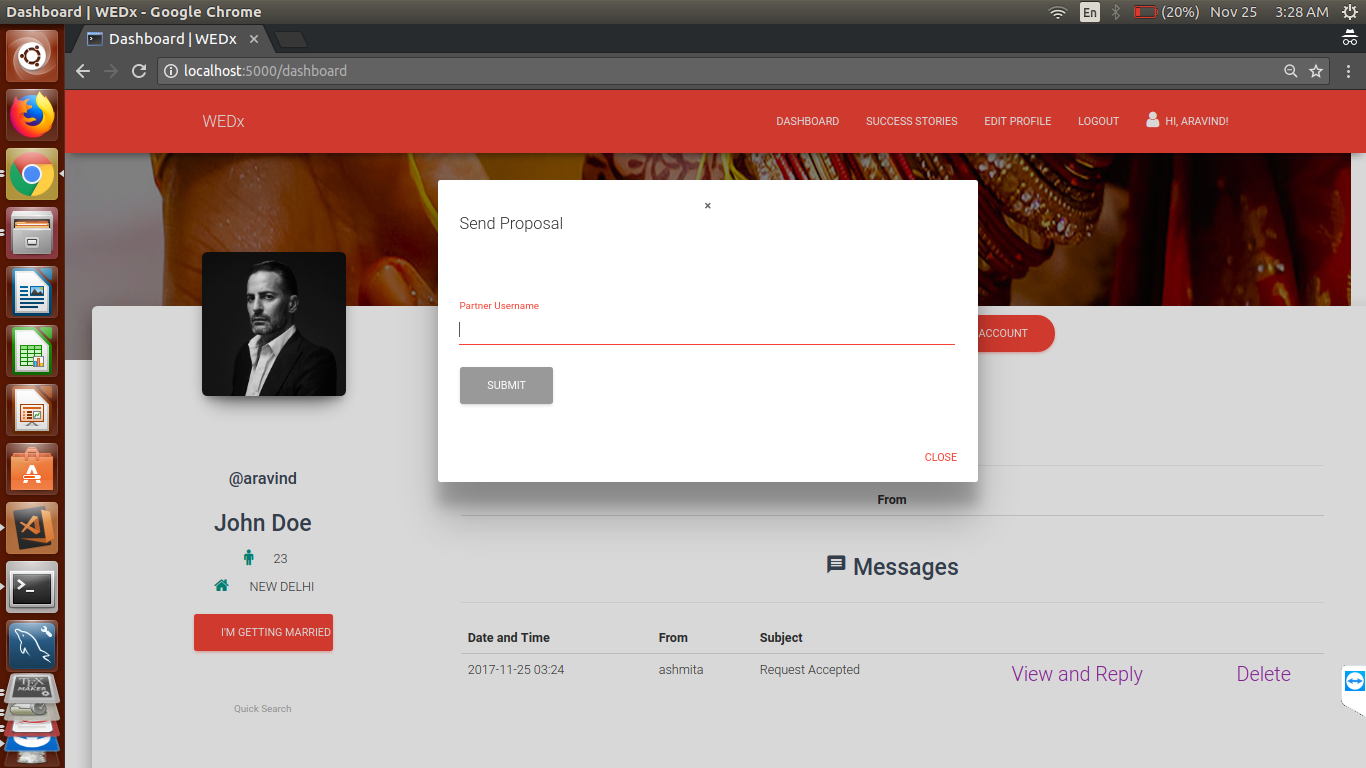 Dashboard | WEDx - Google Chrome
En
(20%)
Nov 25
3:28 AM
Dashboard | WEDx
localhost:5000/dashboard
WEDx
DASHBOARD
SUCCESS STORIES
EDIT PROFILE
LOGOUT
HI, ARAVIND!
×
Send Proposal
Partner Username
SUBMIT
CLOSE
ACCOUNT
@aravind
John Doe
23
NEW DELHI
I'M GETTING MARRIED
Quick Search
From
Messages
Date and Time From Subject
2017-11-25 03:24 ashmita Request Accepted View and Reply Delete